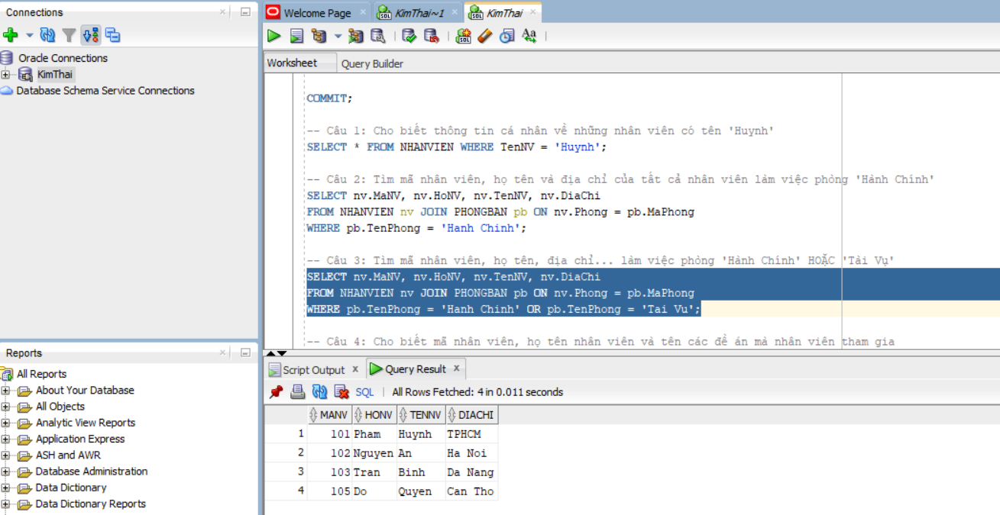 Connections
Oracle Connections
KimThai
Database Schema Service Connections
Reports
All Reports
About Your Database
All Objects
Analytic View Reports
Application Express
ASH and AWR
Database Administration
Data Dictionary
Data Dictionary Reports
Welcome Page
KimThai~1
KimThai
Worksheet
Query Builder
COMMIT;
-- Câu 1: Cho biết thông tin cá nhân về những nhân viên có tên 'Huynh'
SELECT * FROM NHANVIEN WHERE TenNV = 'Huynh';
-- Câu 2: Tìm mã nhân viên, họ tên và địa chỉ của tất cả nhân viên làm việc phòng 'Hành Chính'
SELECT nv.MaNV, nv.HoNV, nv.TenNV, nv.DiaChi
FROM NHANVIEN nv JOIN PHONGBAN pb ON nv.Phong = pb.MaPhong
WHERE pb.TenPhong = 'Hanh Chinh';
-- Câu 3: Tìm mã nhân viên, họ tên, địa chỉ... làm việc phòng 'Hành Chính' HOẶC 'Tài Vụ'
SELECT nv.MaNV, nv.HoNV, nv.TenNV, nv.DiaChi
FROM NHANVIEN nv JOIN PHONGBAN pb ON nv.Phong = pb.MaPhong
WHERE pb.TenPhong = 'Hanh Chinh' OR pb.TenPhong = 'Tai Vu';
-- Câu 4: Cho biết mã nhân viên, họ tên nhân viên và tên các đề án mà nhân viên tham gia
Script Output x
Query Result x
SQL | All Rows Fetched: 4 in 0.011 seconds
MANV HONV TENNV DIACHI
1 101 Pham Huynh TPHCM
2 102 Nguyen An Ha Noi
3 103 Tran Binh Da Nang
4 105 Do Quyen Can Tho